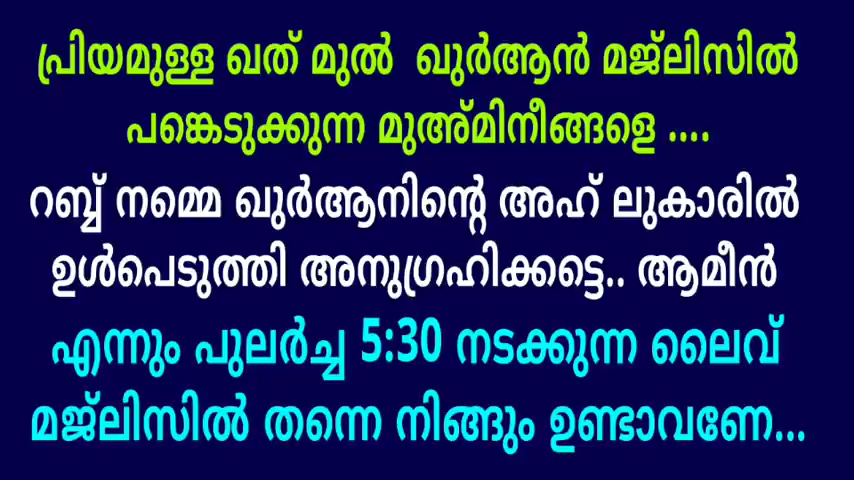 പ്രിയമുള്ള ഖത് മുൽ ഖുർആൻ മജ്ലിസിൽ
പങ്കെടുക്കുന്ന മുഅ്മിനീങ്ങളെ ....
റബ്ബ് നമ്മെ ഖുർആനിന്റെ അഹ് ലുകാരിൽ
ഉൾപെടുത്തി അനുഗ്രഹിക്കട്ടെ.. ആമീൻ
എന്നും പുലർച്ച 5:30 നടക്കുന്ന ലൈവ്
മജ്ലിസിൽ തന്നെ നിങ്ങും ഉണ്ടാവണേ...